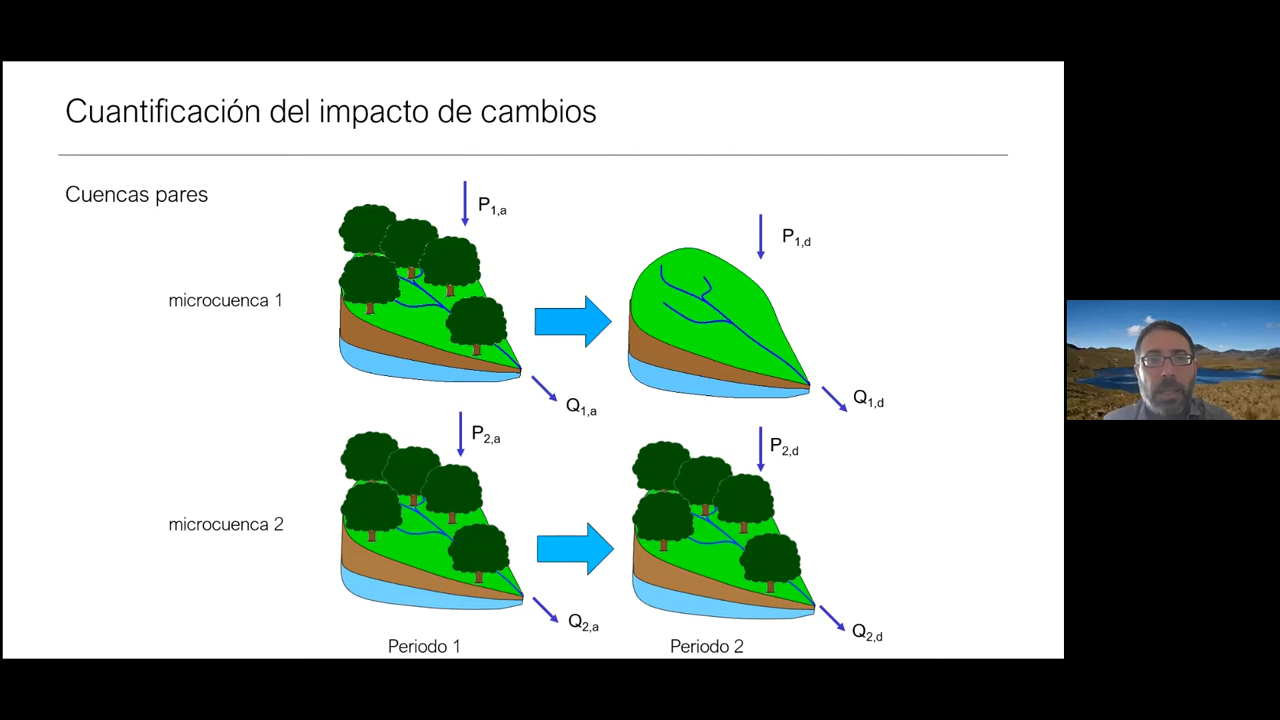 Cuantificación del impacto de cambios
Cuencas pares
P1,a
P1,d
microcuenca 1
Q1,a
Q1,d
P2,a
P2,d
microcuenca 2
Q2,a
Q2,d
Periodo 1
Periodo 2